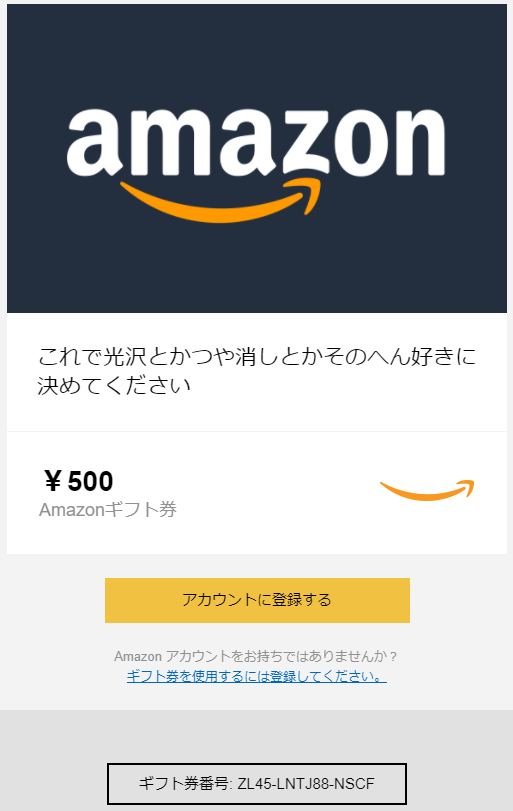 amazon
これで光沢とかつや消しとかそのへん好きに
決めてください
￥500
Amazonギフト券
アカウントに登録する
Amazon アカウントをお持ちではありませんか？
ギフト券を使用するには登録してください。
ギフト券番号: ZL45-LNTJ88-NSCF